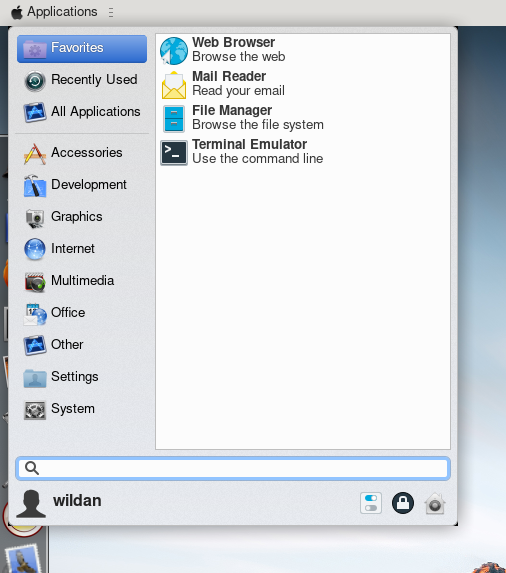 Applications
Favorites
Recently Used
All Applications
Accessories
Development
Graphics
Internet
Multimedia
Office
Other
Settings
System
Web Browser
Browse the web
Mail Reader
Read your email
File Manager
Browse the file system
Terminal Emulator
Use the command line
wildan